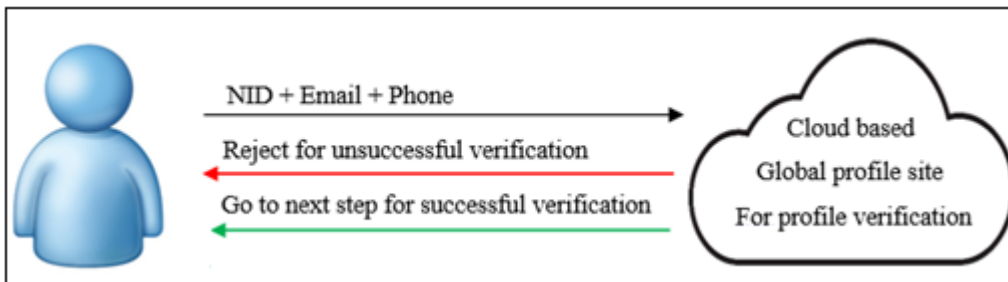 NID + Email + Phone
Reject for unsuccessful verification
Go to next step for successful verification
Cloud based
Global profile site
For profile verification